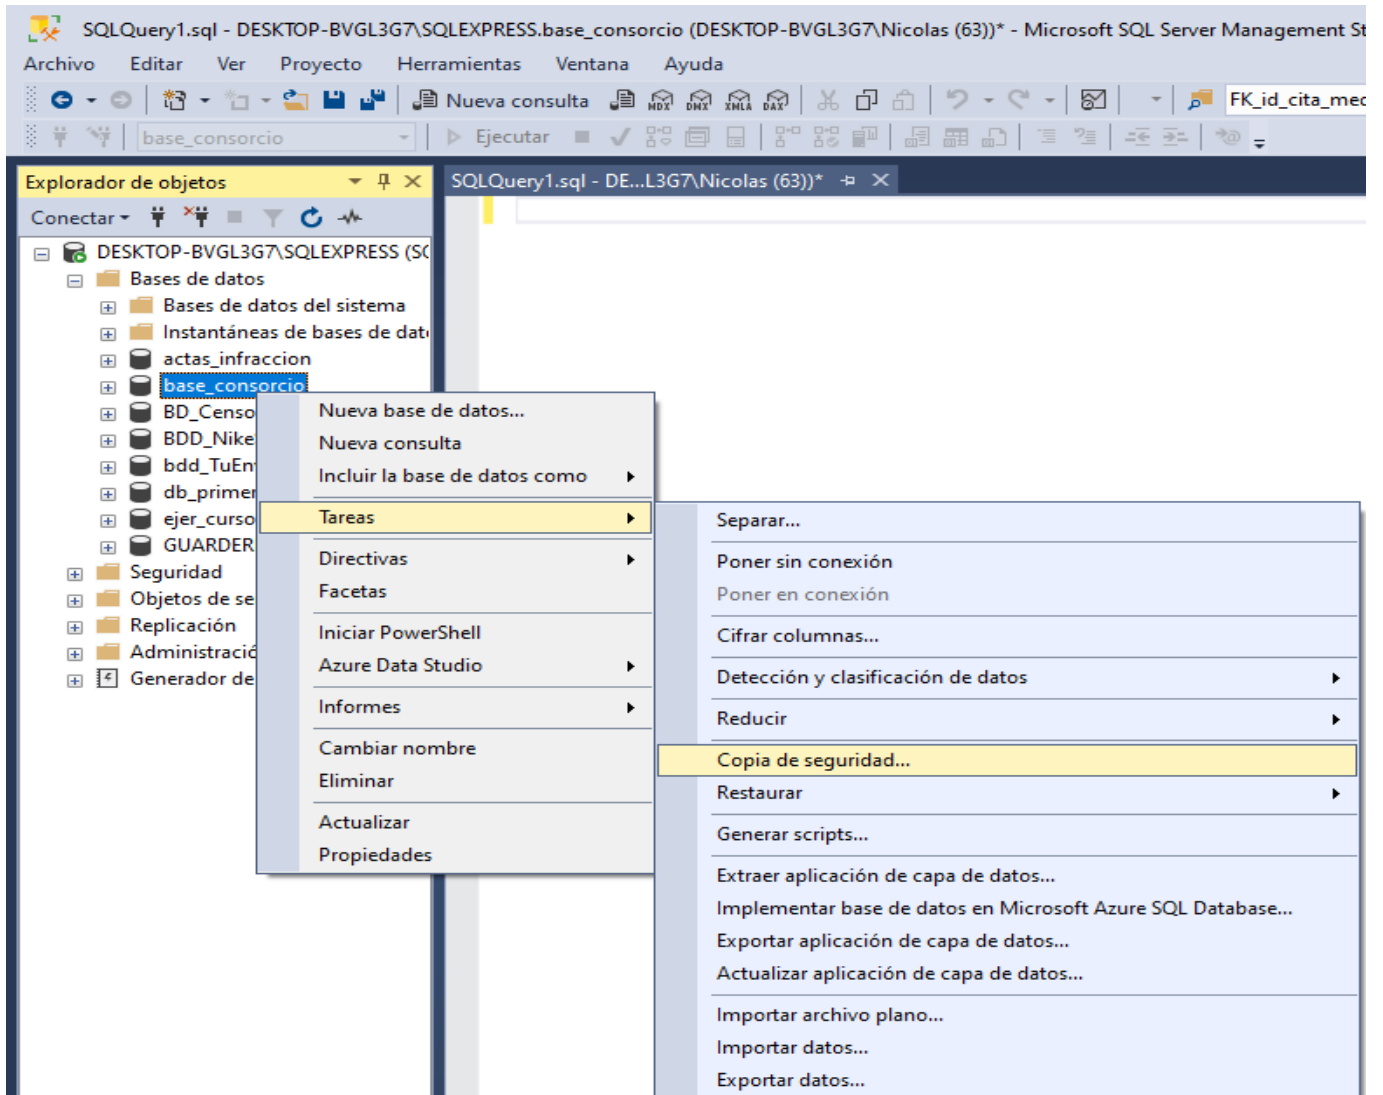 SQLQuery1.sql - DESKTOP-BVGL3G7\SQLEXPRESS.base_consorcio (DESKTOP-BVGL3G7\Nicolas (63))* - Microsoft SQL Server Management St
Archivo Editar Ver Proyecto Herramientas Ventana Ayuda
Nueva consulta MDX DMX XMLA DAX FK_id_cita_med
base_consorcio Ejecutar
Explorador de objetos
SQLQuery1.sql - DE...L3G7\Nicolas (63))*
Conectar
DESKTOP-BVGL3G7\SQLEXPRESS (SQ
Bases de datos
Bases de datos del sistema
Instantáneas de bases de dat
actas_infraccion
base_consorcio
BD_Censo
BDD_Nike
bdd_TuEn
db_primer
ejer_curso
GUARDER
Seguridad
Objetos de se
Replicación
Administració
Generador de
Nueva base de datos...
Nueva consulta
Incluir la base de datos como
Tareas
Directivas
Facetas
Iniciar PowerShell
Azure Data Studio
Informes
Cambiar nombre
Eliminar
Actualizar
Propiedades
Separar...
Poner sin conexión
Poner en conexión
Cifrar columnas...
Detección y clasificación de datos
Reducir
Copia de seguridad...
Restaurar
Generar scripts...
Extraer aplicación de capa de datos...
Implementar base de datos en Microsoft Azure SQL Database...
Exportar aplicación de capa de datos...
Actualizar aplicación de capa de datos...
Importar archivo plano...
Importar datos...
Exportar datos...